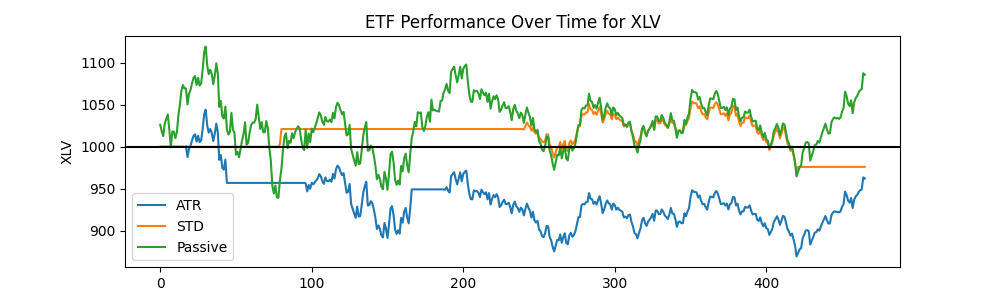 ETF Performance Over Time for XLV
XLV
1100
1050
1000
950
900
ATR
STD
Passive
0 100 200 300 400